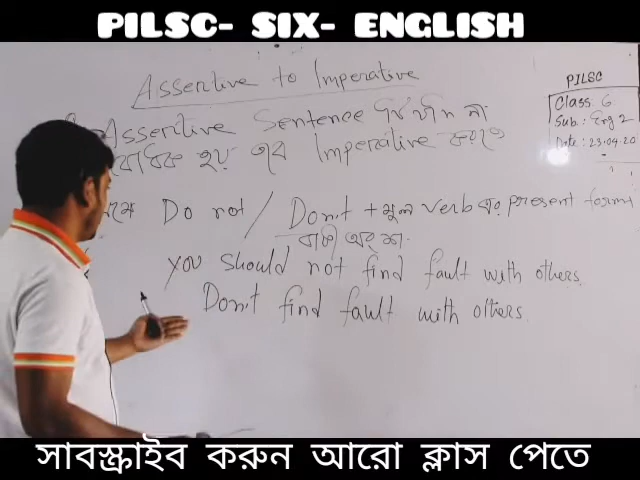 PILSC- SIX- ENGLISH
Assertive to Imperative
PILSC
Class 6
Sub: Eng 2
Date: 23.04.20
Assertive Sentence টি যদি না
বোধক হয় তবে Imperative করতে
Do not / Don't + মূল verb এর present form +
বাকী অংশ.
You should not find fault with others.
Don't find fault with others.
সাবস্ক্রাইব করুন আরো ক্লাস পেতে